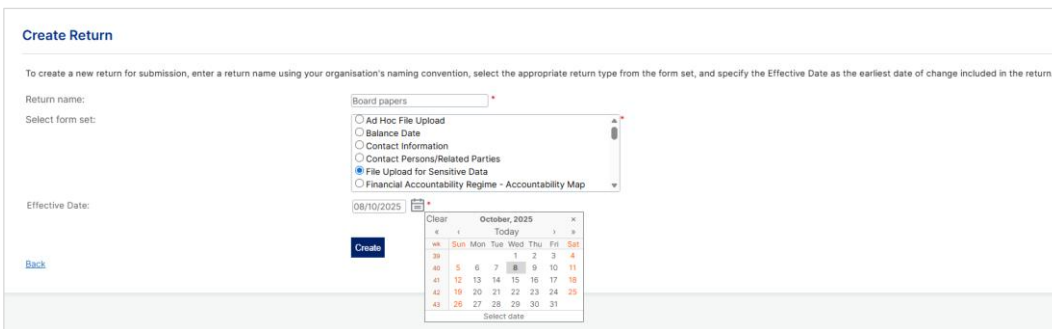 Create Return
To create a new return for submission, enter a return name using your organisation's naming convention, select the appropriate return type from the form set, and specify the Effective Date as the earliest date of change included in the return
Return name:
Board papers *
Select form set:
Ad Hoc File Upload *
Balance Date
Contact Information
Contact Persons/Related Parties
File Upload for Sensitive Data
Financial Accountability Regime - Accountability Map
Effective Date:
08/10/2025 *
Clear October, 2025 ×
« ‹ Today › »
wk Sun Mon Tue Wed Thu Fri Sat
39 1 2 3 4
40 5 6 7 8 9 10 11
41 12 13 14 15 16 17 18
42 19 20 21 22 23 24 25
43 26 27 28 29 30 31
Select date
Create
Back